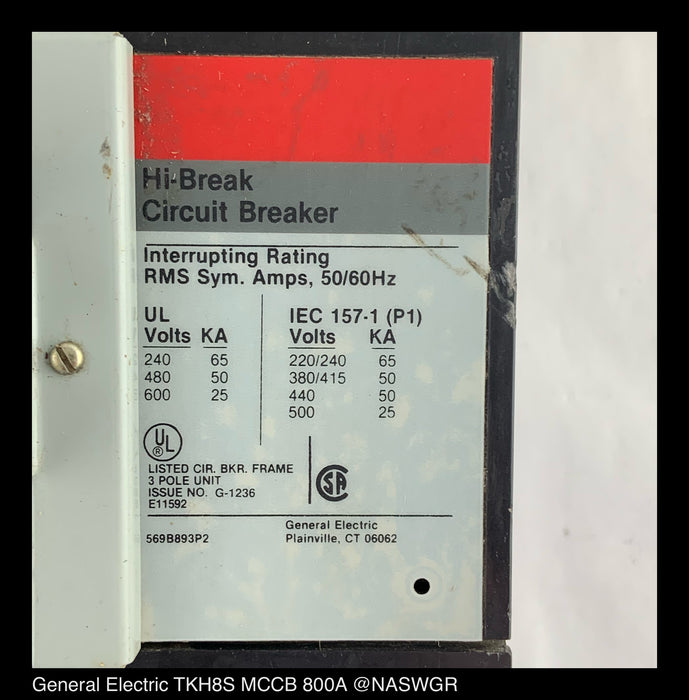 Hi-Break
Circuit Breaker
Interrupting Rating
RMS Sym. Amps, 50/60Hz
UL IEC 157-1 (P1)
Volts KA Volts KA
240 65 220/240 65
480 50 380/415 50
600 25 440 50
500 25
UL
®
LISTED CIR. BKR. FRAME
3 POLE UNIT
ISSUE NO. G-1236
E11592
SA
General Electric
569B893P2 Plainville, CT 06062
General Electric TKH8S MCCB 800A @NASWGR